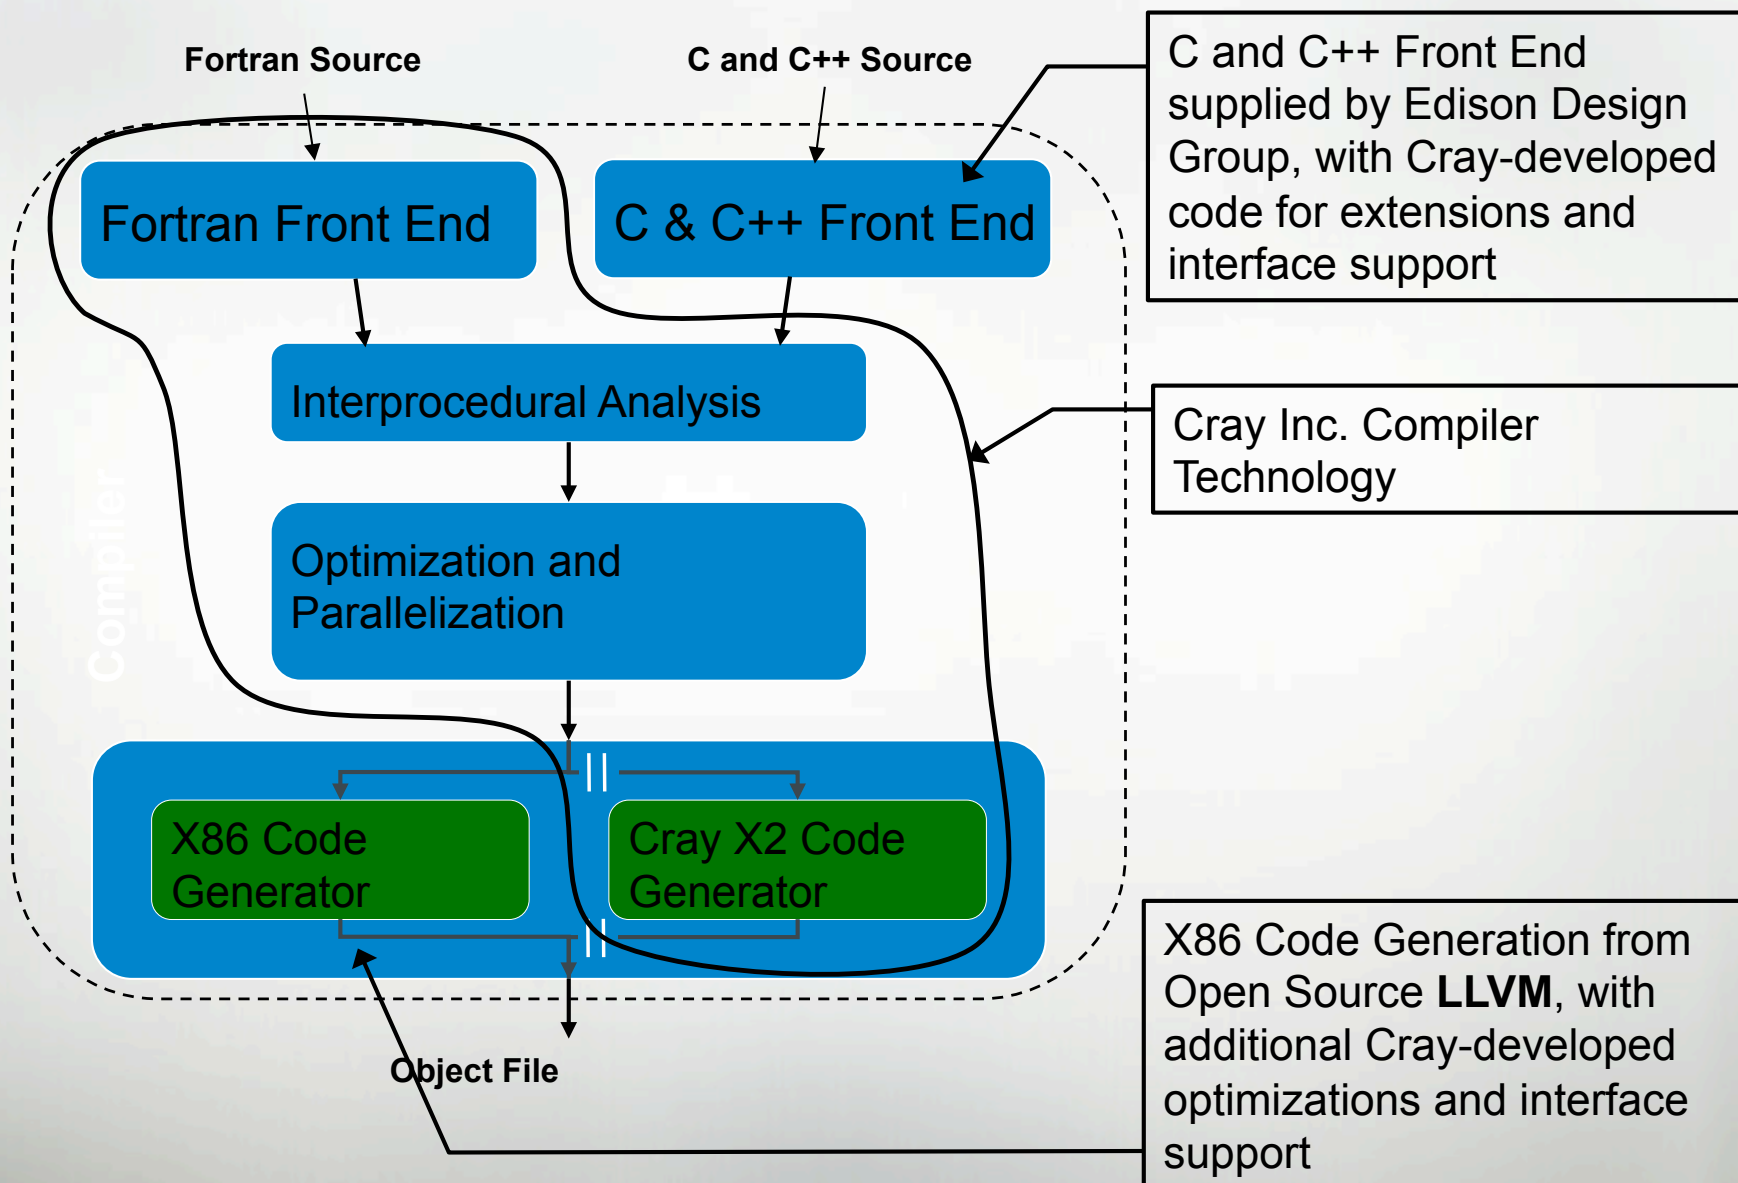 Fortran Source
C and C++ Source
C and C++ Front End
supplied by Edison Design
Group, with Cray-developed
code for extensions and
interface support
Fortran Front End
C & C++ Front End
Interprocedural Analysis
Cray Inc. Compiler
Technology
Compiler
Optimization and
Parallelization
X86 Code
Generator
Cray X2 Code
Generator
X86 Code Generation from
Open Source LLVM, with
additional Cray-developed
optimizations and interface
support
Object File